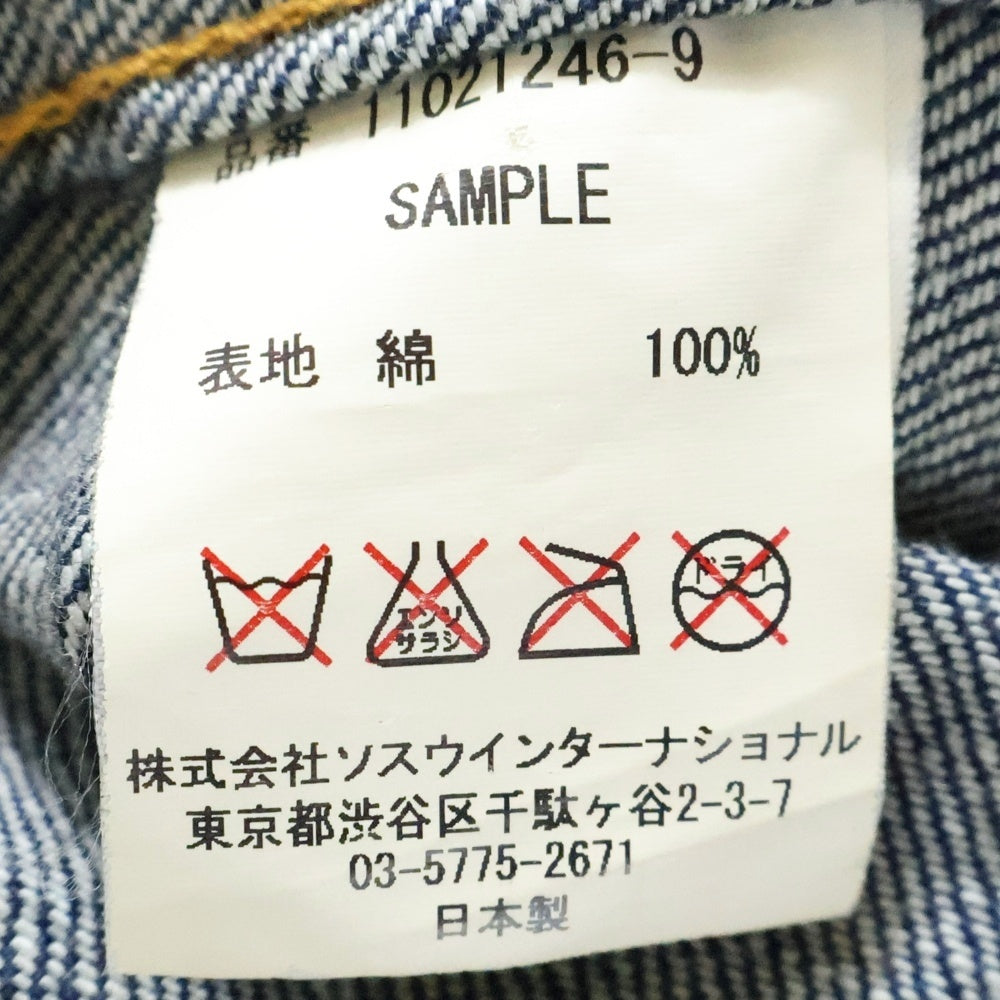 品番 11021246-9
SAMPLE
表地 綿 100%
エンソ
サラシ
ドライ
株式会社ソスウインターナショナル
東京都渋谷区千駄ヶ谷2-3-7
03-5775-2671
日本製